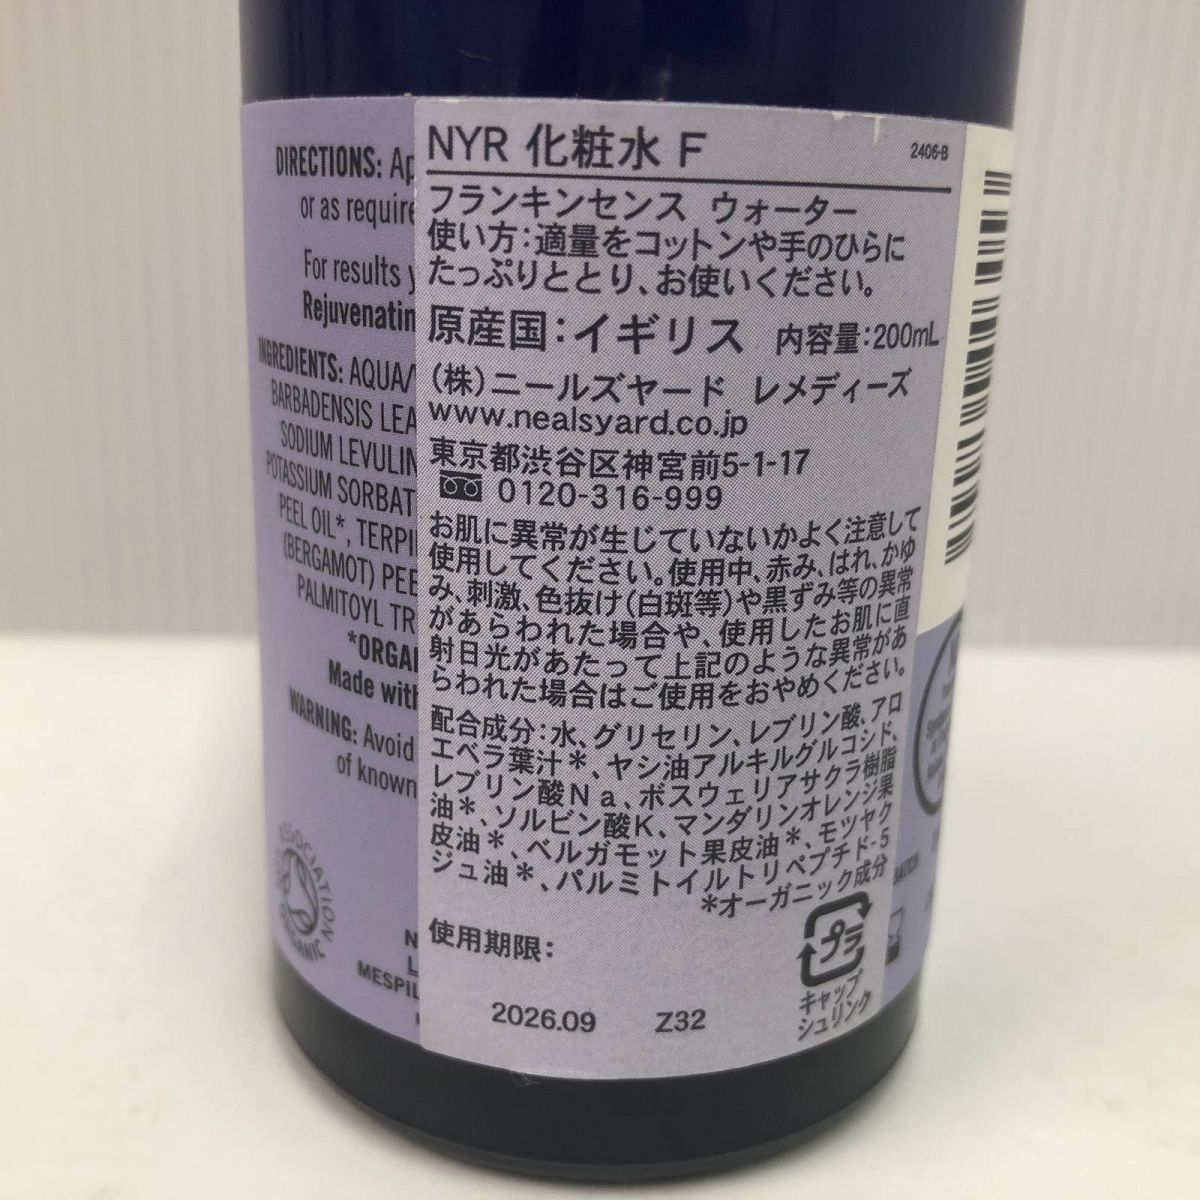 DIRECTIONS:
or as
For results
INGREDIENTS:
BARBADENSIS
SODIUM
POTASSIUM
PEEL OIL*,
(BERGAMOT)
PALMITOYL
Made with
WARNING: Avoid
of known
ASSOCIATION
ORGANIC
NYR 化粧水 F
2406-B
フランキンセンス ウォーター
使い方:適量をコットンや手のひらに
たっぷりととり、お使いください。
原産国:イギリス 内容量:200mL
(株)ニールズヤード レメディーズ
www.nealsyard.co.jp
東京都渋谷区神宮前5-1-17
0120-316-999
お肌に異常が生じていないかよく注意して
使用してください。使用中、赤み、はれ、かゆ
み、刺激、色抜け(白斑等)や黒ずみ等の異常
があらわれた場合や、使用したお肌に直
射日光があたって上記のような異常があ
らわれた場合はご使用をおやめください。
配合成分:水、グリセリン、レブリン酸、アロ
エベラ葉汁*、ヤシ油アルキルグルコシド、
レブリン酸Na、ボスウェリアサクラ樹脂
油*、ソルビン酸K、マンダリンオレンジ果
皮油*、ベルガモット果皮油*、モツヤク
ジュ油*、パルミトイルトリペプチド-5
*オーガニック成分
使用期限:
2026.09 Z32
プラ
キャップ
シュリンク
BATCH